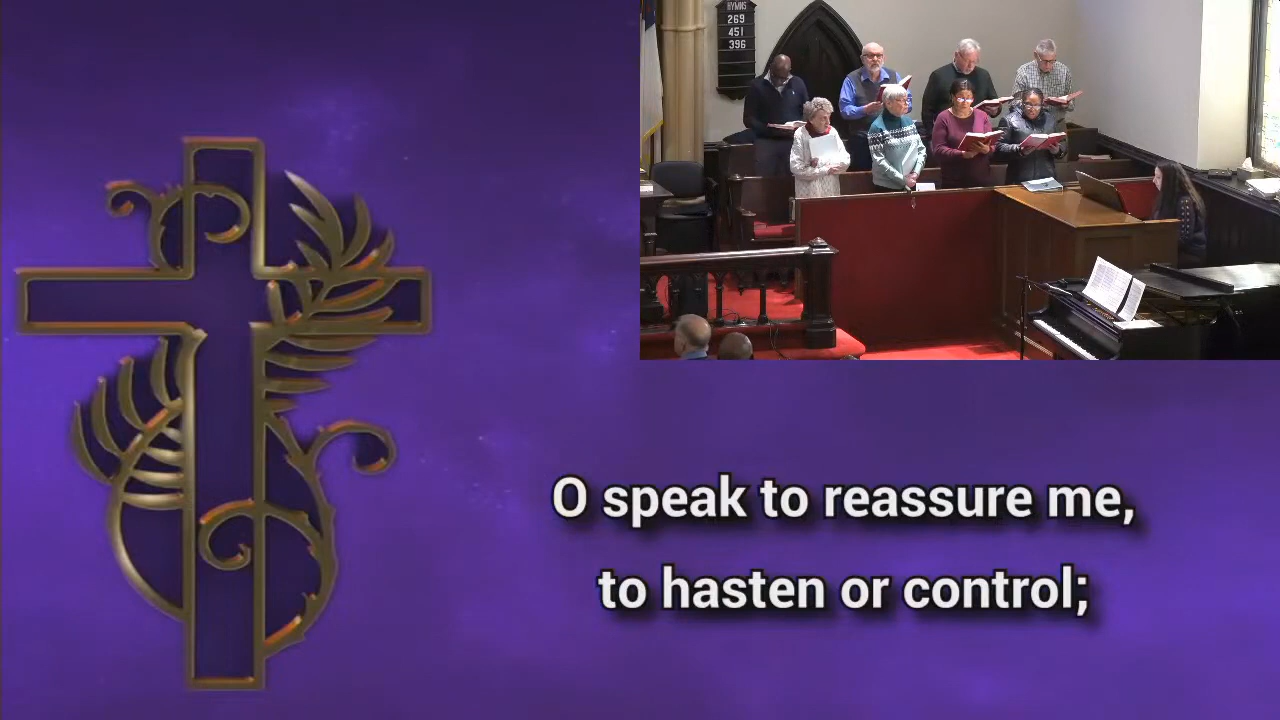 HYMNS
269
451
396
O speak to reassure me,
to hasten or control;